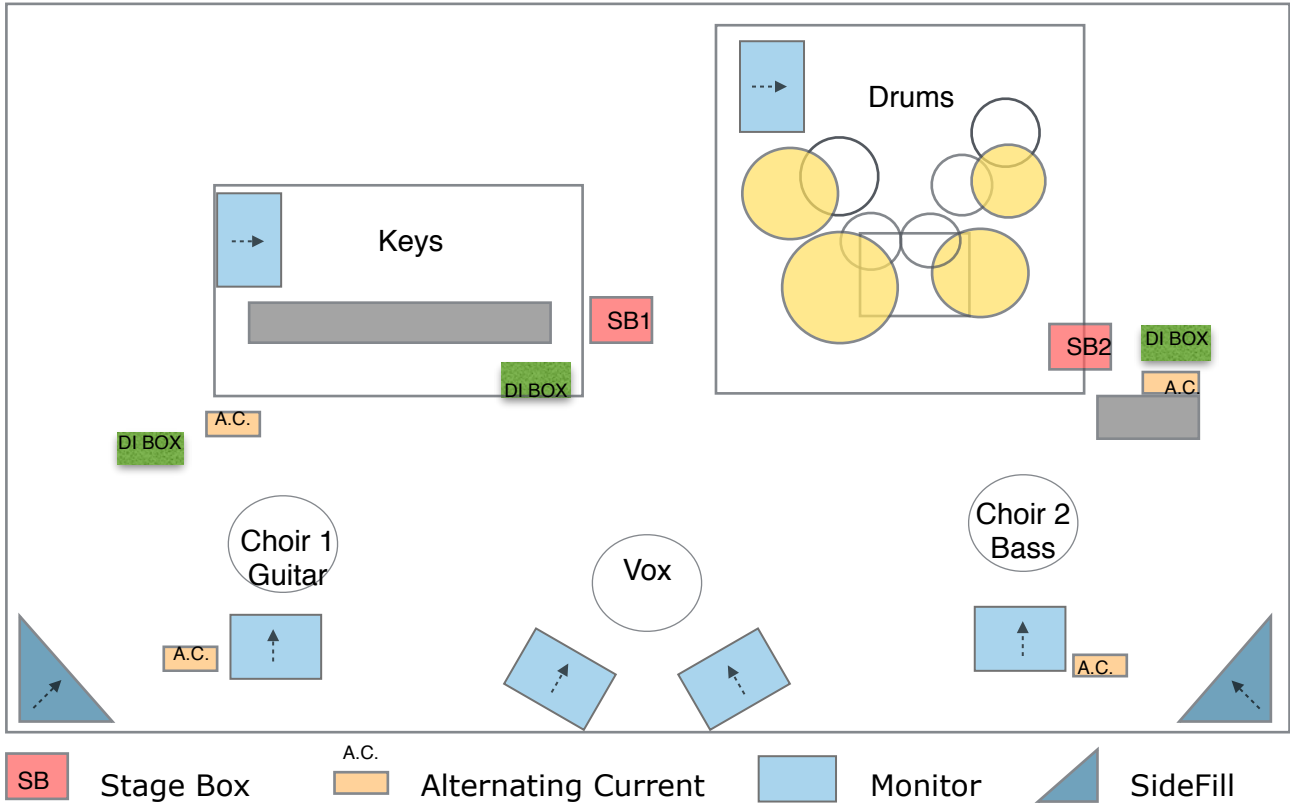 Drums
Keys
SB1
SB2
DI BOX
A.C.
DI BOX
A.C.
DI BOX
Choir 1
Guitar
Vox
Choir 2
Bass
A.C.
A.C.
A.C.
SB
Stage Box
Alternating Current
Monitor
SideFill